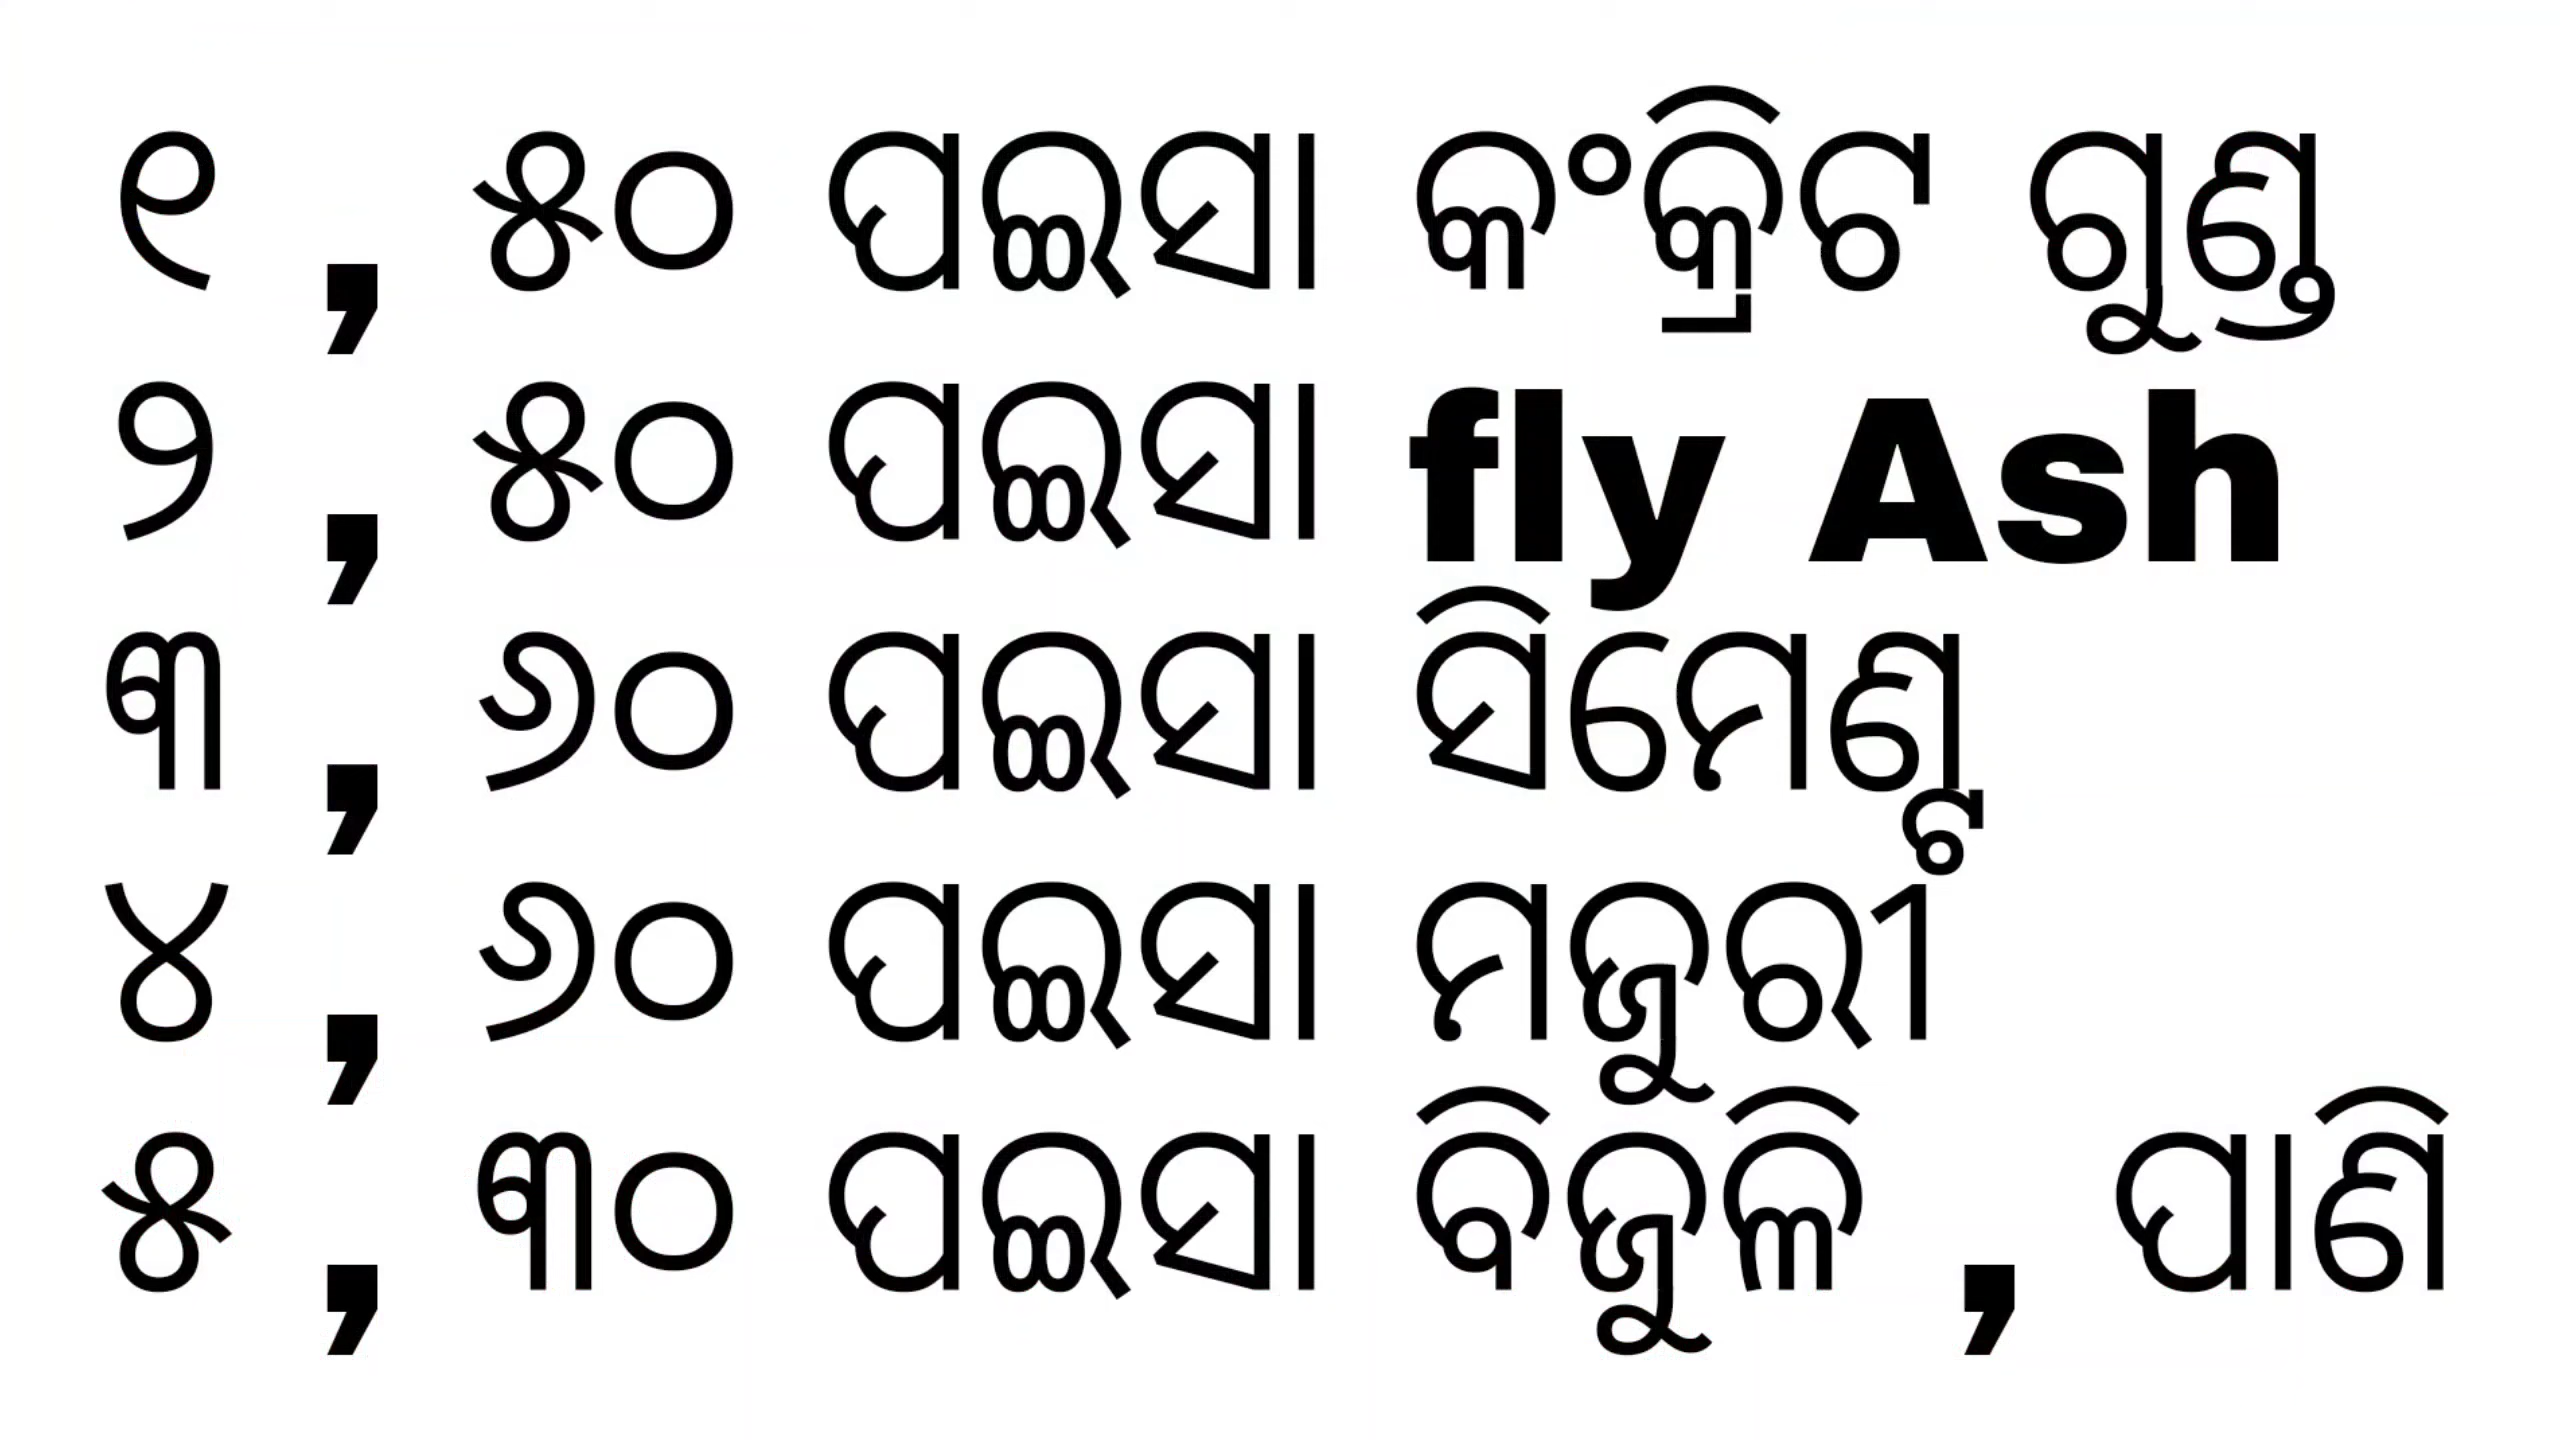 ୧ , ୫୦ ପଇସା କଂକ୍ରିଟ ଗୁଣ୍ଡ
୨ , ୫୦ ପଇସା fly Ash
୩ , ୬୦ ପଇସା ସିମେଣ୍ଟ
୪ , ୬୦ ପଇସା ମଜୁରୀ
୫ , ୩୦ ପଇସା ବିଜୁଳି , ପାଣି